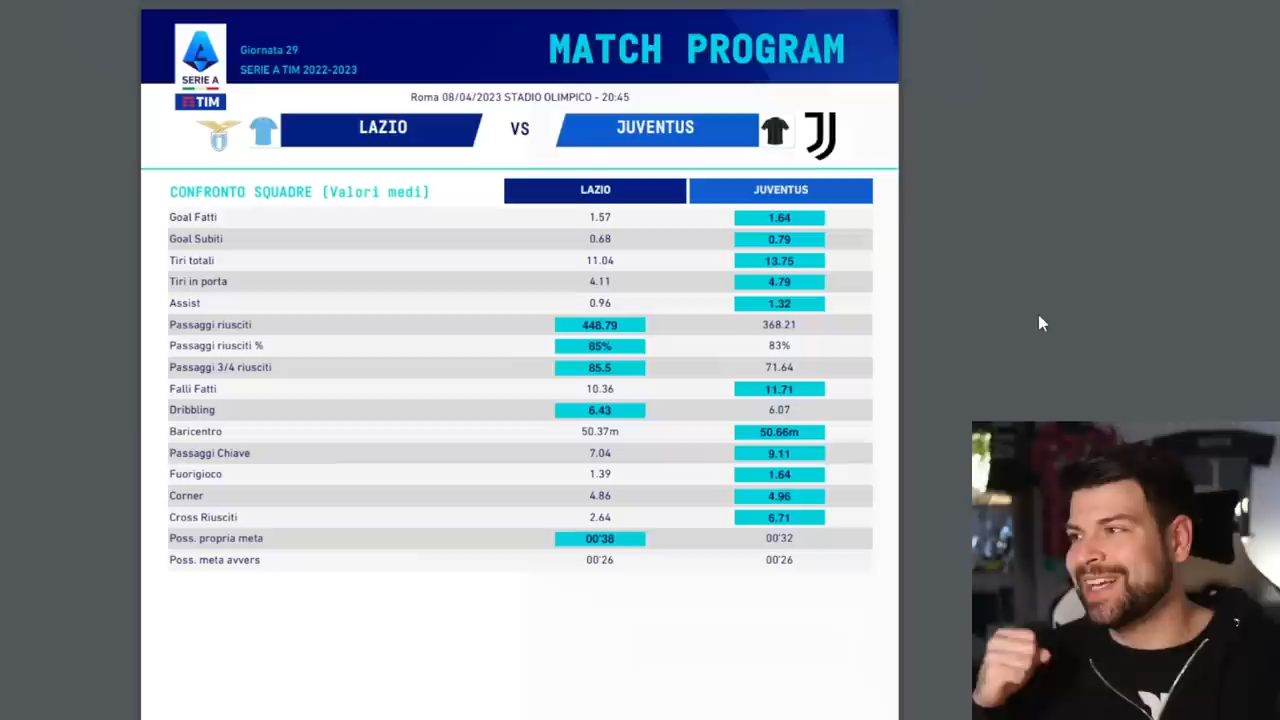 Giornata 29
SERIE A TIM 2022-2023
MATCH PROGRAM
SERIE A
TIM
Roma 08/04/2023 STADIO OLIMPICO - 20:45
LAZIO VS JUVENTUS
CONFRONTO SQUADRE [Valori medi] LAZIO JUVENTUS
Goal Fatti 1.57 1.64
Goal Subiti 0.68 0.79
Tiri totali 11.04 13.75
Tiri in porta 4.11 4.79
Assist 0.96 1.32
Passaggi riusciti 448.79 368.21
Passaggi riusciti % 85% 83%
Passaggi 3/4 riusciti 85.5 71.64
Falli Fatti 10.36 11.71
Dribbling 6.43 6.07
Baricentro 50.37m 50.66m
Passaggi Chiave 7.04 9.11
Fuorigioco 1.39 1.64
Corner 4.86 4.96
Cross Riusciti 2.64 6.71
Poss. propria meta 00'38 00'32
Poss. meta avvers 00'26 00'26